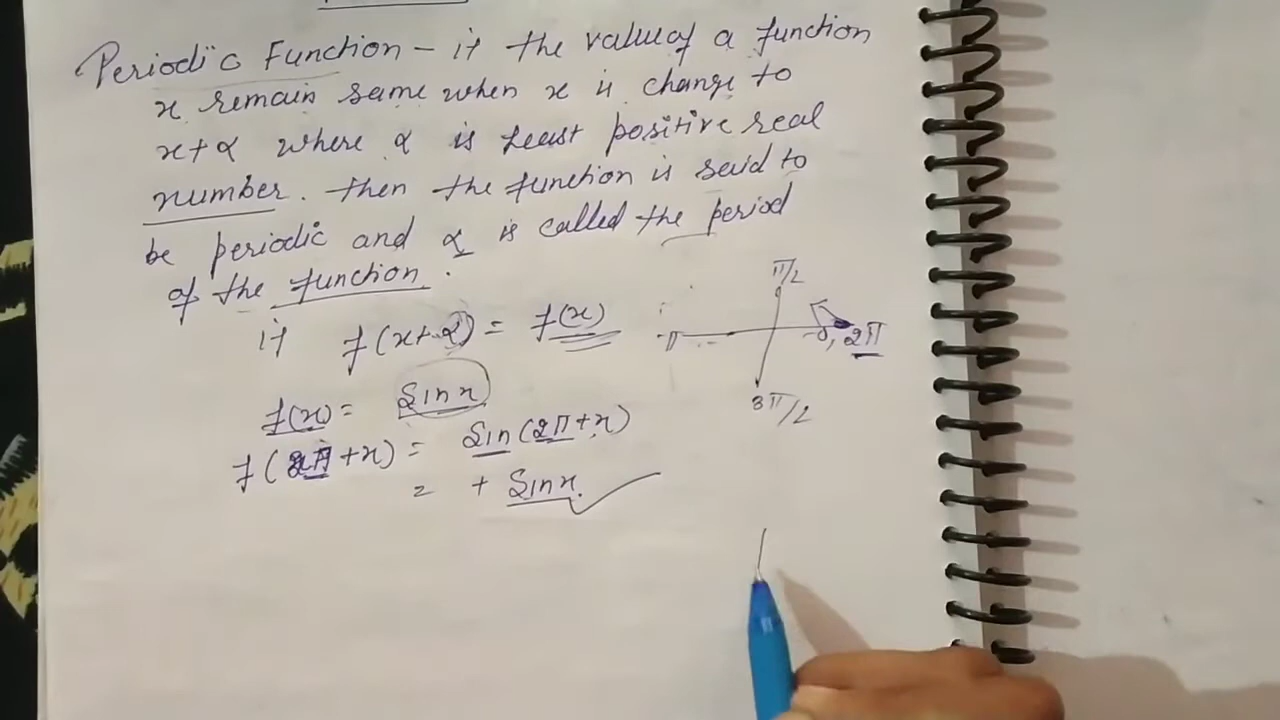 Periodic Function – if the value of a function
x remain same when x is change to
x+α where α is least positive real
number. then the function is said to
be periodic and α is called the period
of the function.
if f(x+α) = f(x)
π/2
π
0, 2π
3π/2
f(x) = Sinx
f(2π+x) = Sin(2π+x)
= + Sinx.